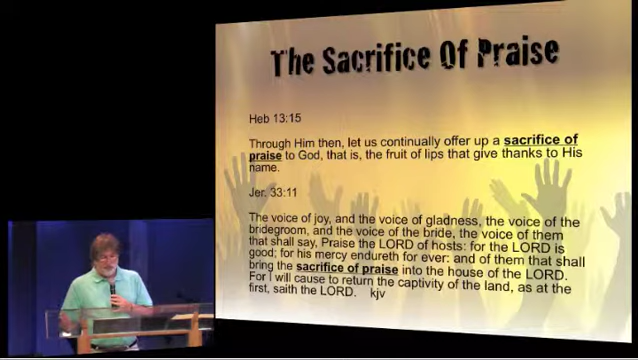 The Sacrifice Of Praise
Heb 13:15
Through Him then, let us continually offer up a sacrifice of
praise to God, that is, the fruit of lips that give thanks to His
name.
Jer. 33:11
The voice of joy, and the voice of gladness, the voice of the
bridegroom, and the voice of the bride, the voice of them
that shall say, Praise the LORD of hosts: for the LORD is
good; for his mercy endureth for ever: and of them that shall
bring the sacrifice of praise into the house of the LORD.
For I will cause to return the captivity of the land, as at the
first, saith the LORD. kjv